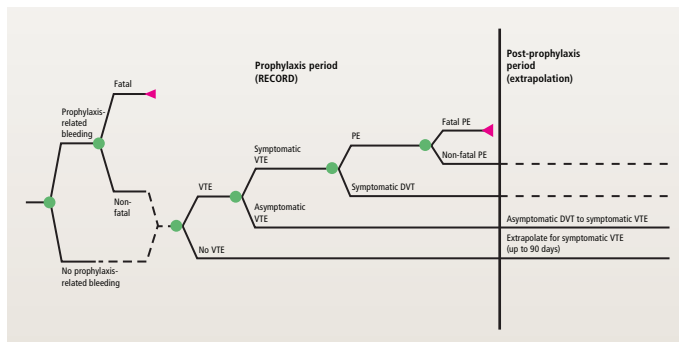 Prophylaxis period
(RECORD)
Post-prophylaxis
period
(extrapolation)
Fatal
Prophylaxis-
related
bleeding
Non-
fatal
No prophylaxis-
related bleeding
VTE
No VTE
Symptomatic
VTE
Asymptomatic
VTE
PE
Symptomatic DVT
Fatal PE
Non-fatal PE
Asymptomatic DVT to symptomatic VTE
Extrapolate for symptomatic VTE
(up to 90 days)